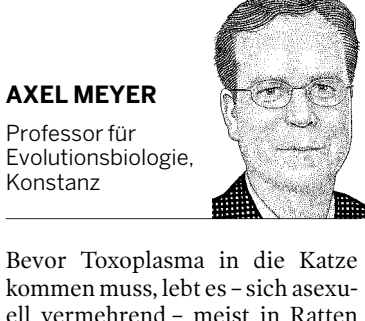 AXEL MEYER
Professor für
Evolutionsbiologie,
Konstanz
Bevor Toxoplasma in die Katze
kommen muss, lebt es – sich asexu-
ell vermehrend – meist in Ratten